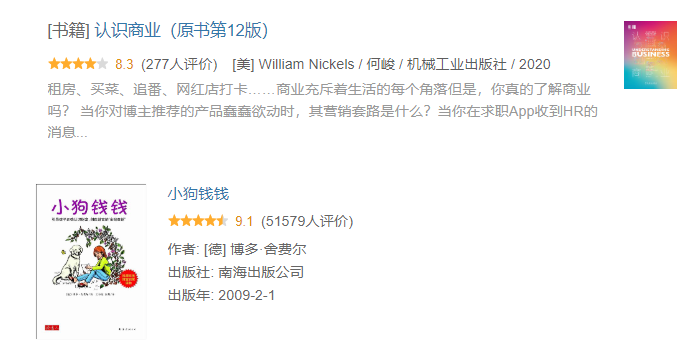 [书籍] 认识商业（原书第12版）
8.3 (277人评价) [美] William Nickels / 何峻 / 机械工业出版社 / 2020
租房、买菜、追番、网红店打卡……商业充斥着生活的每个角落但是，你真的了解商
业吗？ 当你对博主推荐的产品蠢蠢欲动时，其营销套路是什么？当你在求职App收到HR的
消息...
认识
商业
UNDERSTANDING
BUSINESS
小狗钱钱
小狗钱钱
9.1 (51579人评价)
作者: [德] 博多·舍费尔
出版社: 南海出版公司
出版年: 2009-2-1